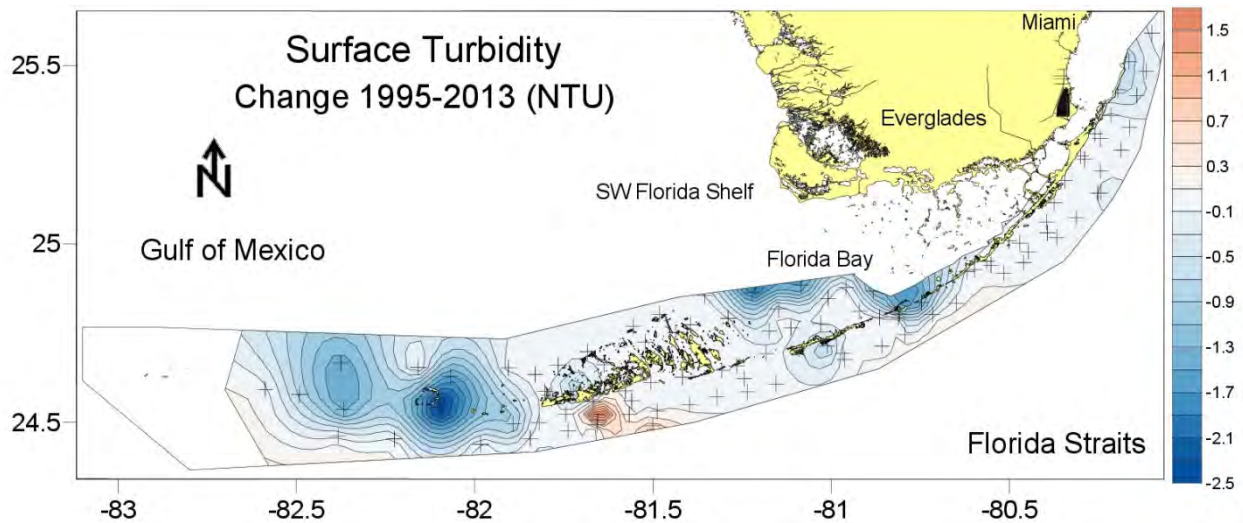 Surface Turbidity
Change 1995-2013 (NTU)
N
Miami
Everglades
SW Florida Shelf
Gulf of Mexico
Florida Bay
Florida Straits
25.5
25
24.5
-83
-82.5
-82
-81.5
-81
-80.5
1.5
1.1
0.7
0.3
-0.1
-0.5
-0.9
-1.3
-1.7
-2.1
-2.5